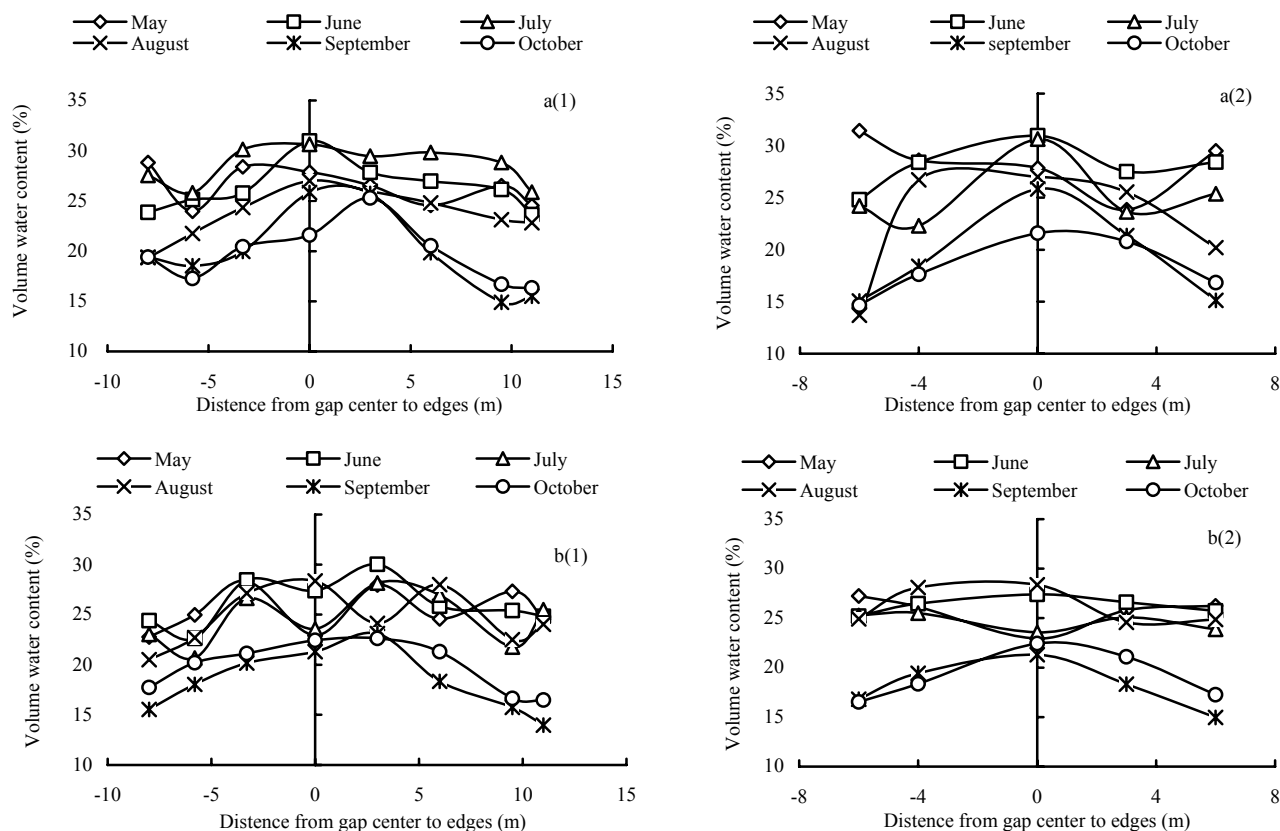 May June July
August September October
a(1)
Volume water content (%)
35
30
25
20
15
10
-10 -5 0 5 10 15
Distence from gap center to edges (m)
May June July
August september October
a(2)
Volume water content (%)
35
30
25
20
15
10
-8 -4 0 4 8
Distence from gap center to edges (m)
May June July
August September October
b(1)
Volume water content (%)
35
30
25
20
15
10
-10 -5 0 5 10 15
Distence from gap center to edges (m)
May June July
August September October
b(2)
Volume water content (%)
35
30
25
20
15
10
-8 -4 0 4 8
Distence from gap center to edges (m)